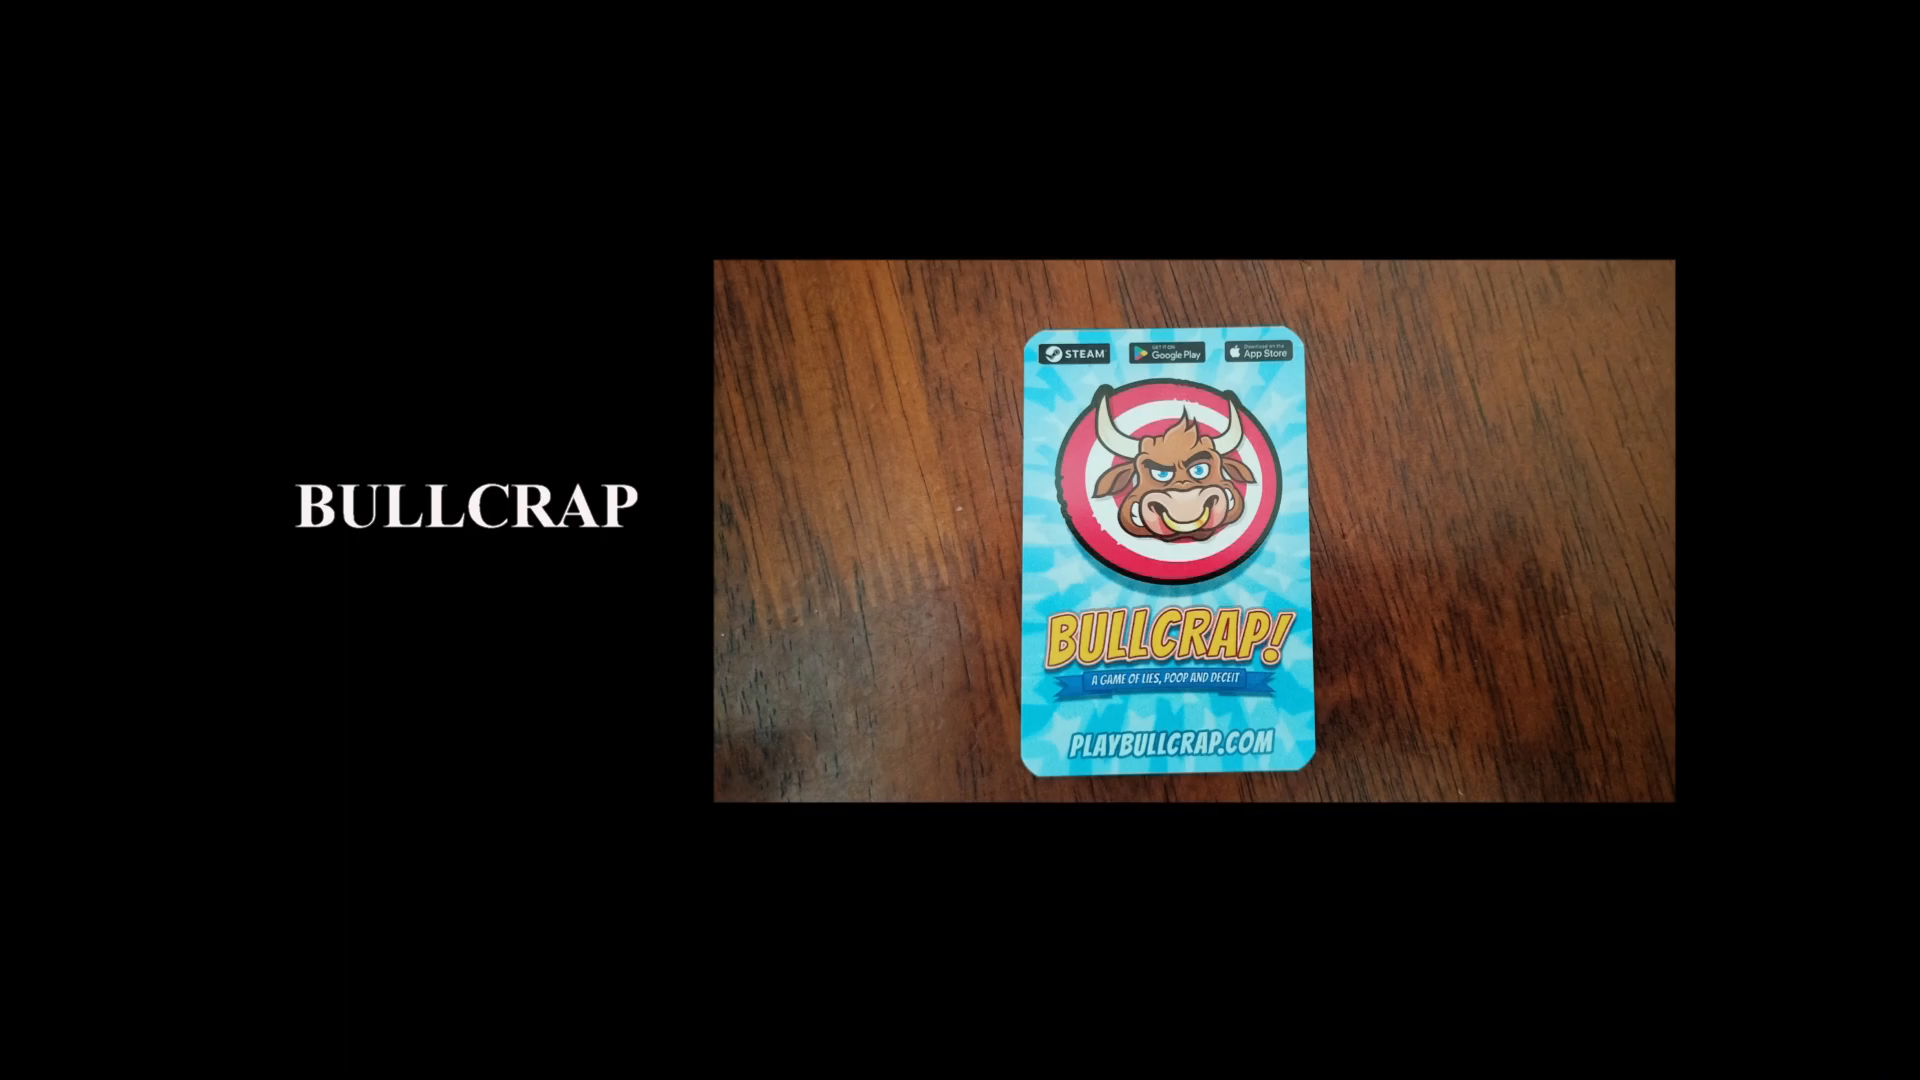 BULLCRAP
STEAM
GET IT ON
Google Play
Download on the
App Store
BULLCRAP!
A GAME OF LIES, POOP AND DECEIT
PLAYBULLCRAP.COM